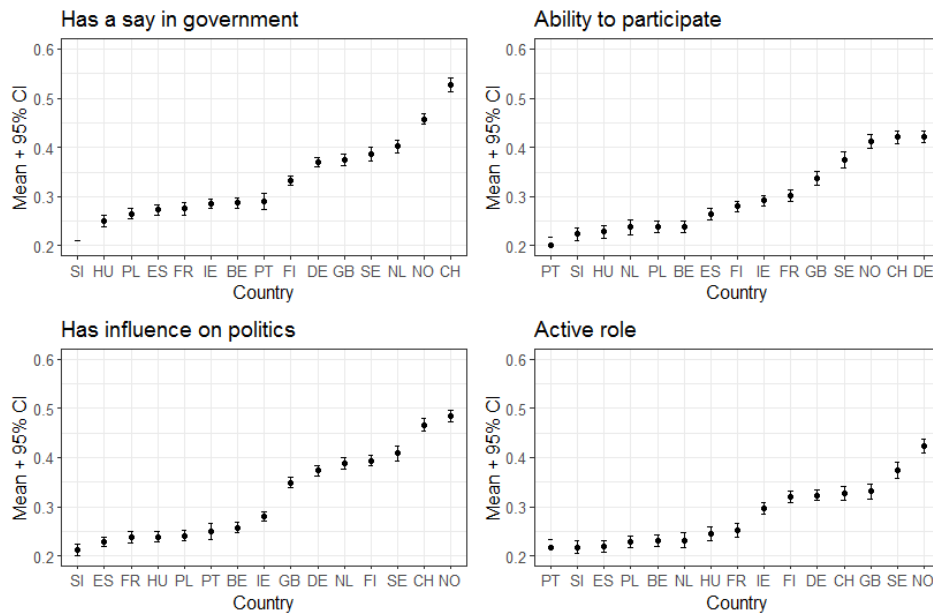 Has a say in government
Mean + 95% CI
0.6
0.5
0.4
0.3
0.2
SI HU PL ES FR IE BE PT FI DE GB SE NL NO CH
Country
Ability to participate
Mean + 95% CI
0.6
0.5
0.4
0.3
0.2
PT SI HU NL PL BE ES FI IE FR GB SE NO CH DE
Country
Has influence on politics
Mean + 95% CI
0.6
0.5
0.4
0.3
0.2
SI ES FR HU PL PT BE IE GB DE NL FI SE CH NO
Country
Active role
Mean + 95% CI
0.6
0.5
0.4
0.3
0.2
PT SI ES PL BE NL HU FR IE FI DE CH GB SE NO
Country